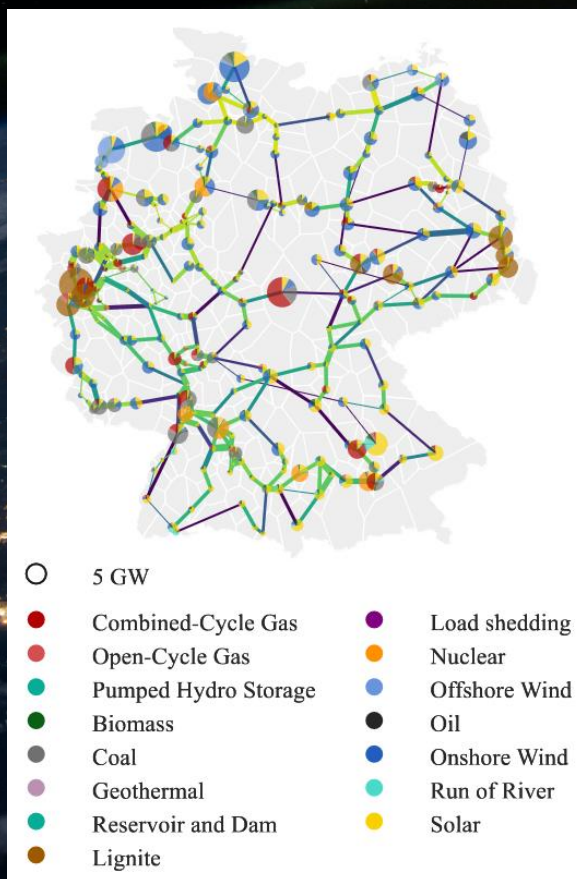 5 GW
Combined-Cycle Gas
Open-Cycle Gas
Pumped Hydro Storage
Biomass
Coal
Geothermal
Reservoir and Dam
Lignite
Load shedding
Nuclear
Offshore Wind
Oil
Onshore Wind
Run of River
Solar